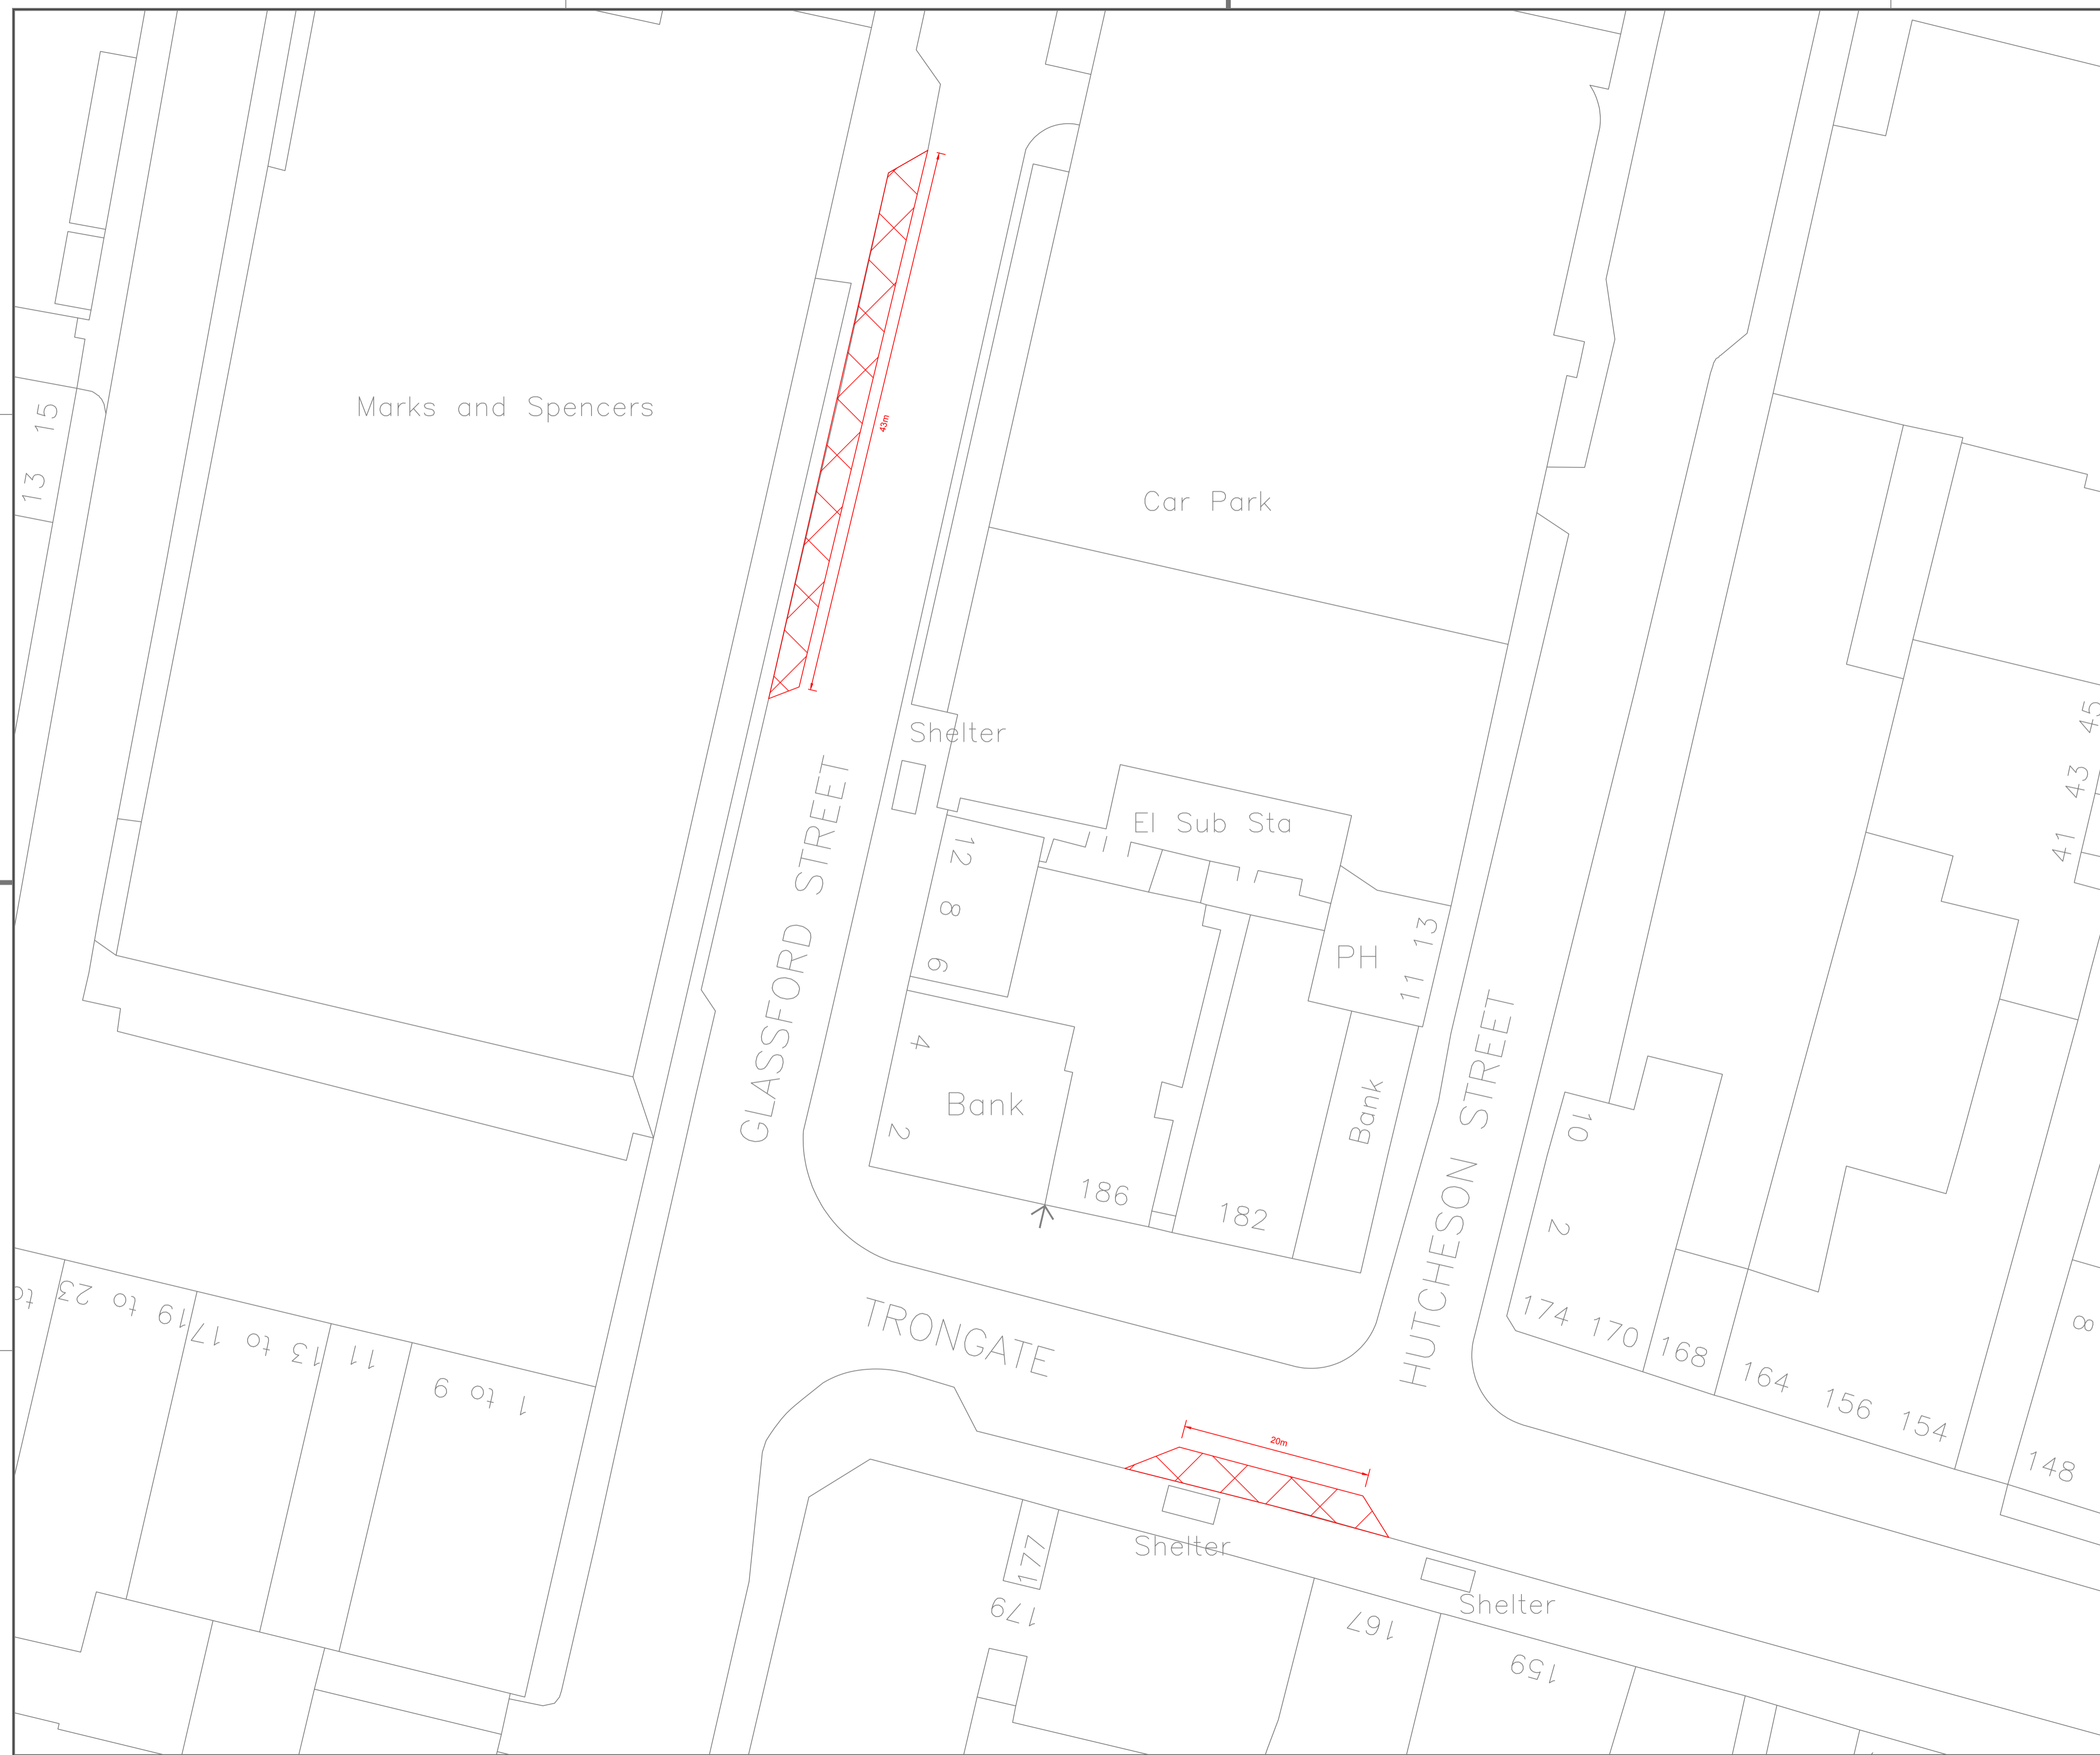 15
13
Marks and Spencers
43m
Car Park
Shelter
GLASSFORD STREET
El Sub Sta
12
8
6
PH
11 13
4
Bank
2
Bank
186
182
HUTCHESON STREET
10
2
41 43 45
174 170 168 164 156 154
148
8
to 23
19 to
17
13 to
11
1 to 9
TRONGATE
20m
Shelter
Shelter
177
179
167
159